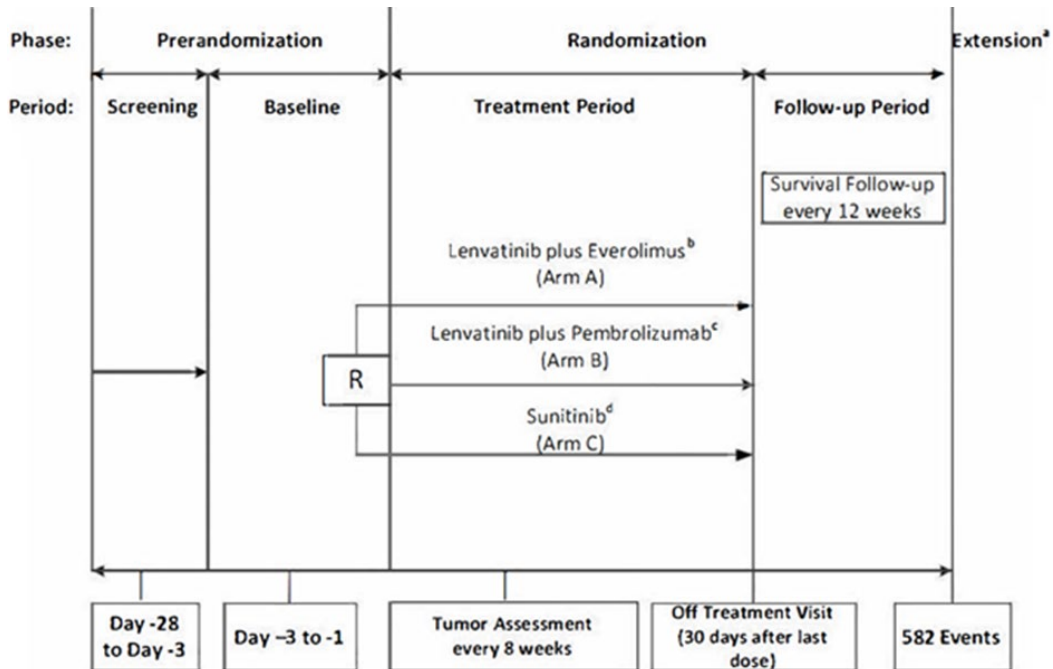 Phase: Prerandomization Randomization Extensionᵃ
Period: Screening Baseline Treatment Period Follow-up Period
Survival Follow-up
every 12 weeks
Lenvatinib plus Everolimusᵇ
(Arm A)
Lenvatinib plus Pembrolizumabᶜ
(Arm B)
R
Sunitinibᵈ
(Arm C)
Day -28
to Day -3
Day –3 to -1
Tumor Assessment
every 8 weeks
Off Treatment Visit
(30 days after last
dose)
582 Events